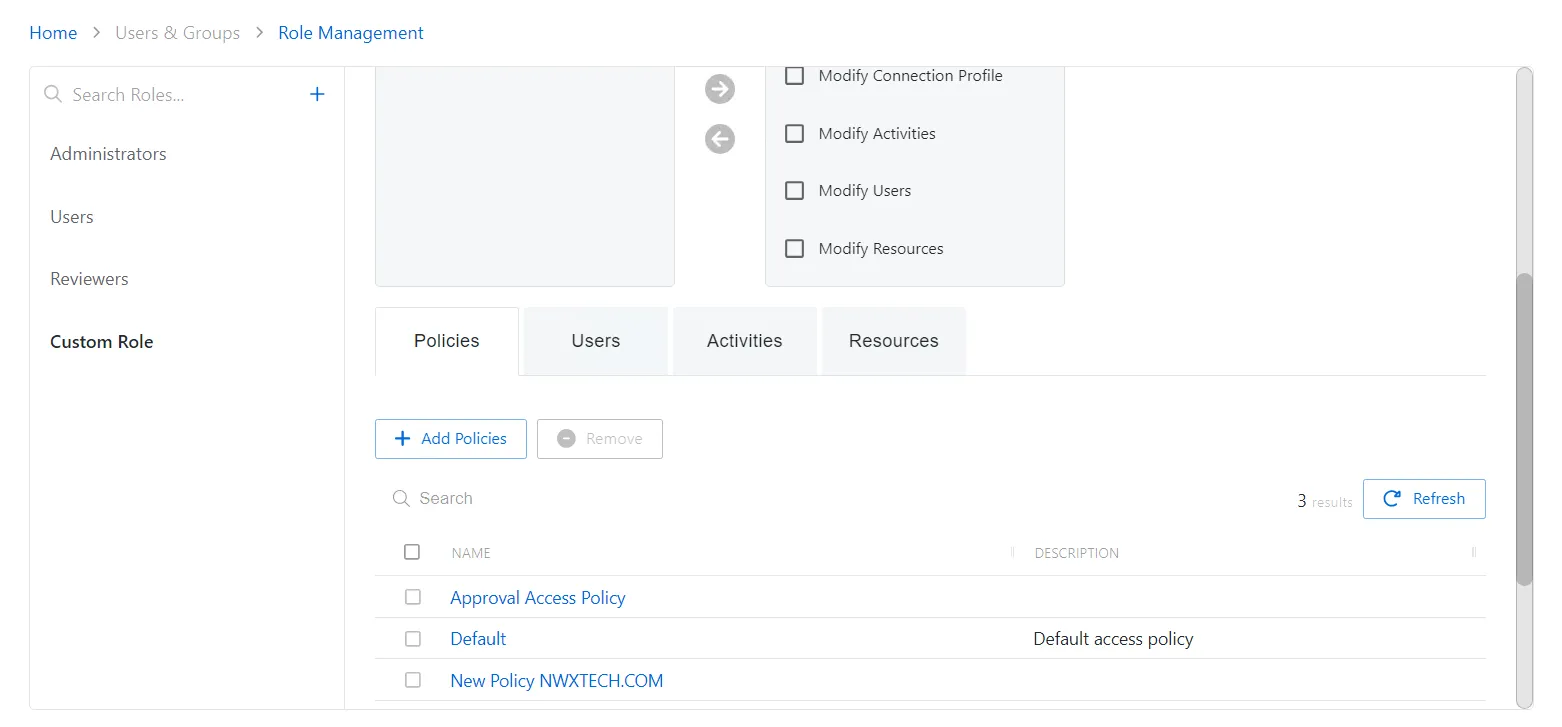 Home > Users & Groups > Role Management
Search Roles... +
Administrators
Users
Reviewers
Custom Role
Modify Connection Profile
Modify Activities
Modify Users
Modify Resources
Policies Users Activities Resources
+ Add Policies Remove
Search 3 results Refresh
NAME DESCRIPTION
Approval Access Policy
Default Default access policy
New Policy NWXTECH.COM